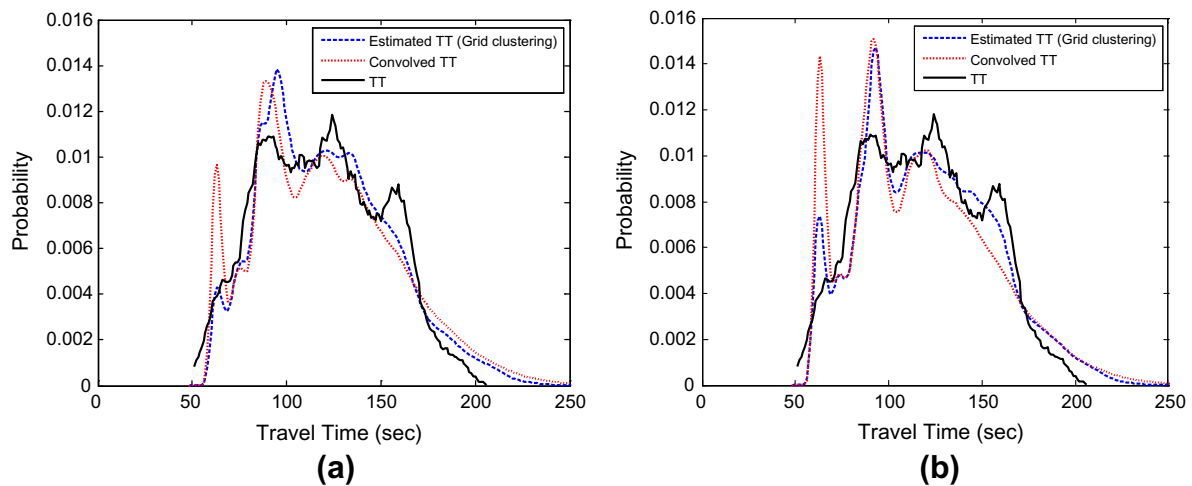 0.016
0.014
0.012
0.01
0.008
0.006
0.004
0.002
0
Probability
0
50
100
150
200
250
Travel Time (sec)
Estimated TT (Grid clustering)
Convolved TT
TT
(a)
0.016
0.014
0.012
0.01
0.008
0.006
0.004
0.002
0
Probability
0
50
100
150
200
250
Travel Time (sec)
Estimated TT (Grid clustering)
Convolved TT
TT
(b)